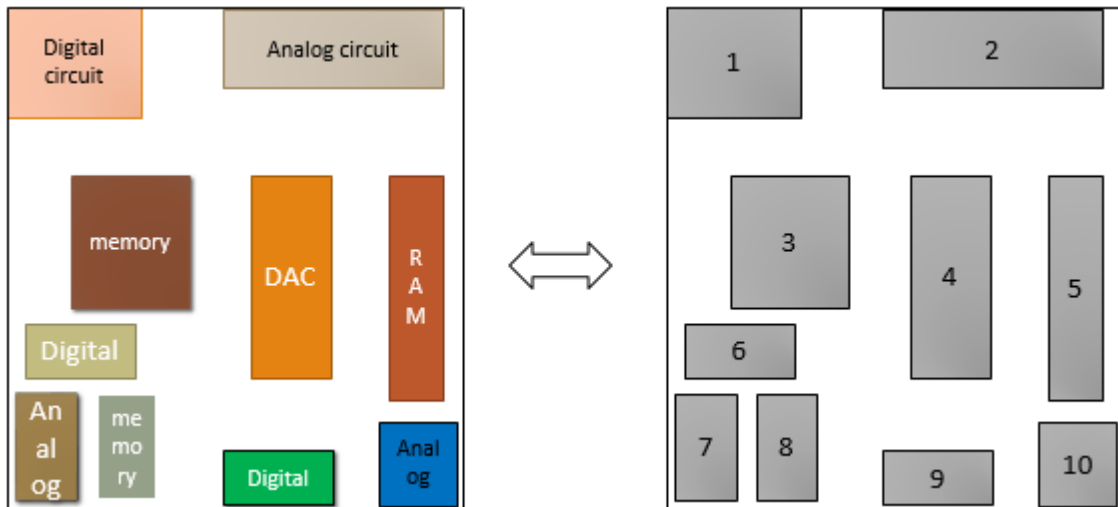 Digital
circuit
Analog circuit
memory
DAC
R
A
M
Digital
An
al
og
me
mo
ry
Digital
Anal
og
1
2
3
4
5
6
7
8
9
10